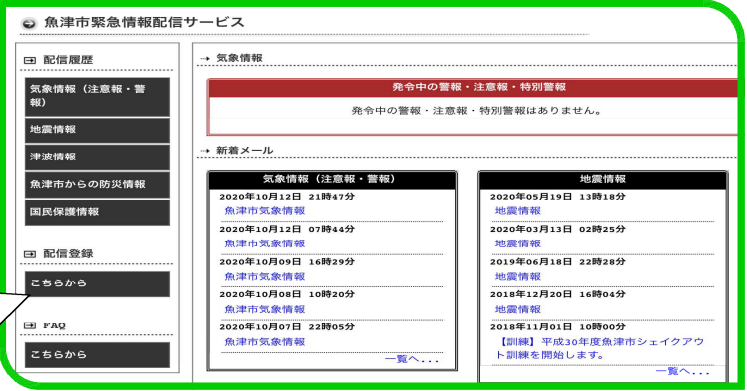 魚津市緊急情報配信サービス
配信履歴
気象情報（注意報・警
報）
地震情報
津波情報
魚津市からの防災情報
国民保護情報
配信登録
こちらから
FAQ
こちらから
気象情報
発令中の警報・注意報・特別警報
発令中の警報・注意報・特別警報はありません。
新着メール
気象情報（注意報・警報）
2020年10月12日 21時47分
魚津市気象情報
2020年10月12日 07時44分
魚津市気象情報
2020年10月09日 16時29分
魚津市気象情報
2020年10月08日 10時20分
魚津市気象情報
2020年10月07日 22時05分
魚津市気象情報
一覧へ...
地震情報
2020年05月19日 13時18分
地震情報
2020年03月13日 02時25分
地震情報
2019年06月18日 22時28分
地震情報
2018年12月20日 16時04分
地震情報
2018年11月01日 10時00分
【訓練】平成30年度魚津市シェイクアウ
ト訓練を開始します。
一覧へ...